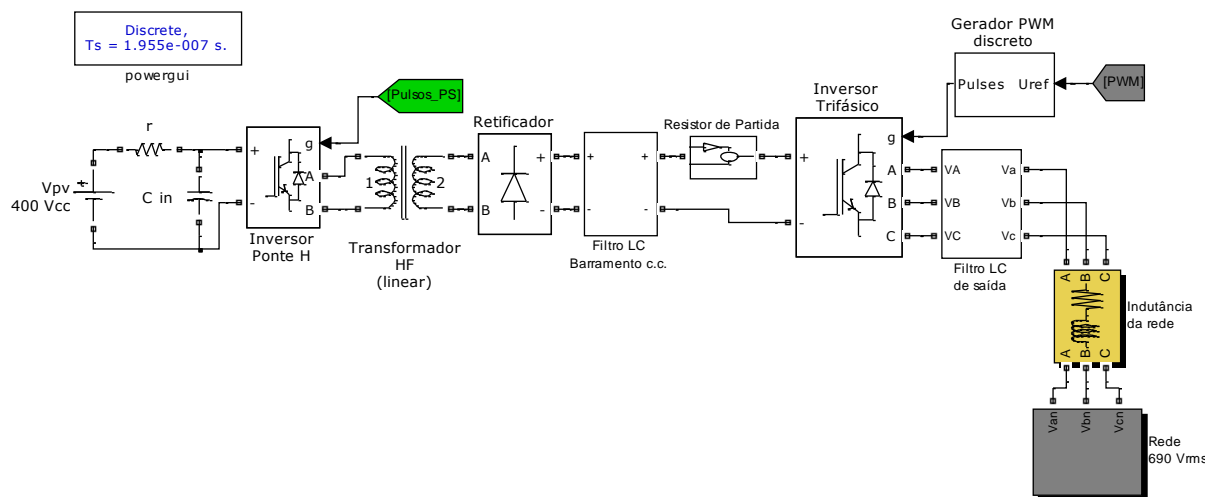 Discrete,
Ts = 1.955e-007 s.
powergui
[Pulsos_PS]
Gerador PWM
discreto
Pulses Uref
[PWM]
r
Vpv
400 Vcc
C in
+
-
g
A
B
Inversor
Ponte H
1
2
Transformador
HF
(linear)
Retificador
A
B
+
-
+
-
+
-
Filtro LC
Barramento c.c.
Resistor de Partida
Inversor
Trifásico
+
-
g
A
B
C
VA
VB
VC
Va
Vb
Vc
Filtro LC
de saída
A
B
C
A
B
C
Indutância
da rede
Van
Vbn
Vcn
Rede
690 Vrms